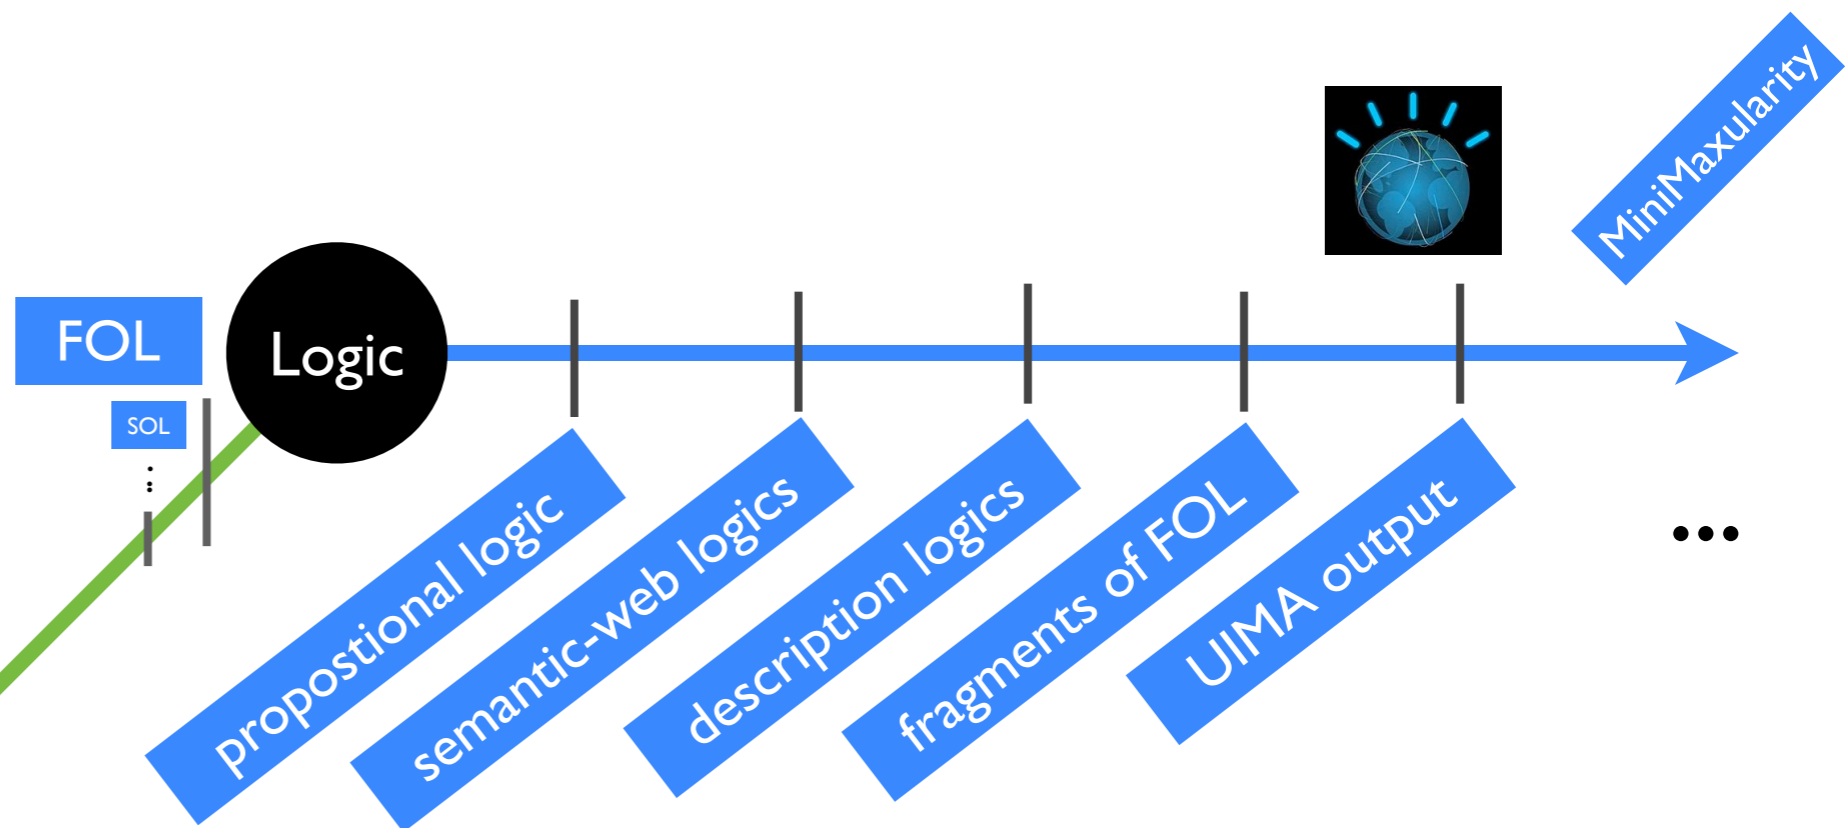 MiniMaxularity
FOL
Logic
SOL
...
propostional logic
semantic-web logics
description logics
fragments of FOL
UIMA output
...